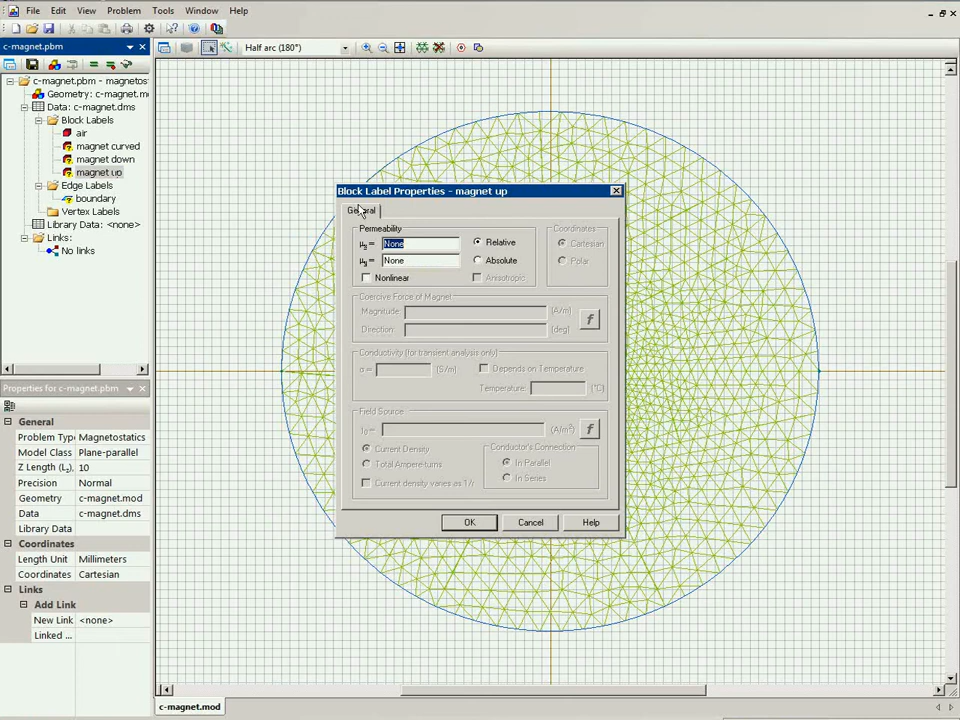 File Edit View Problem Tools Window Help
c-magnet.pbm
Half arc (180°)
c-magnet.pbm - magnetos
Geometry: c-magnet.m
Data: c-magnet.dms
Block Labels
air
magnet curved
magnet down
magnet up
Edge Labels
boundary
Vertex Labels
Library Data: <none>
Links:
No links
Properties for c-magnet.pbm
General
Problem Typ Magnetostatics
Model Class Plane-parallel
Z Length (Lz) 10
Precision Normal
Geometry c-magnet.mod
Data c-magnet.dms
Library Data
Coordinates
Length Unit Millimeters
Coordinates Cartesian
Links
Add Link
New Link <none>
Linked ...
Block Label Properties - magnet up
General
Permeability
None
Relative
None
Absolute
Nonlinear
Anisotropic
Coordinates
Cartesian
Polar
Coercive Force of Magnet
Magnitude: (A/m)
Direction: (deg)
f
Conductivity (for transient analysis only)
σ = (S/m)
Depends on Temperature
Temperature: (°C)
Field Source
(A/m²) f
Current Density
Total Ampere-turns
Current density varies as 1/r
Conductor's Connection
In Parallel
In Series
OK Cancel Help
c-magnet.mod